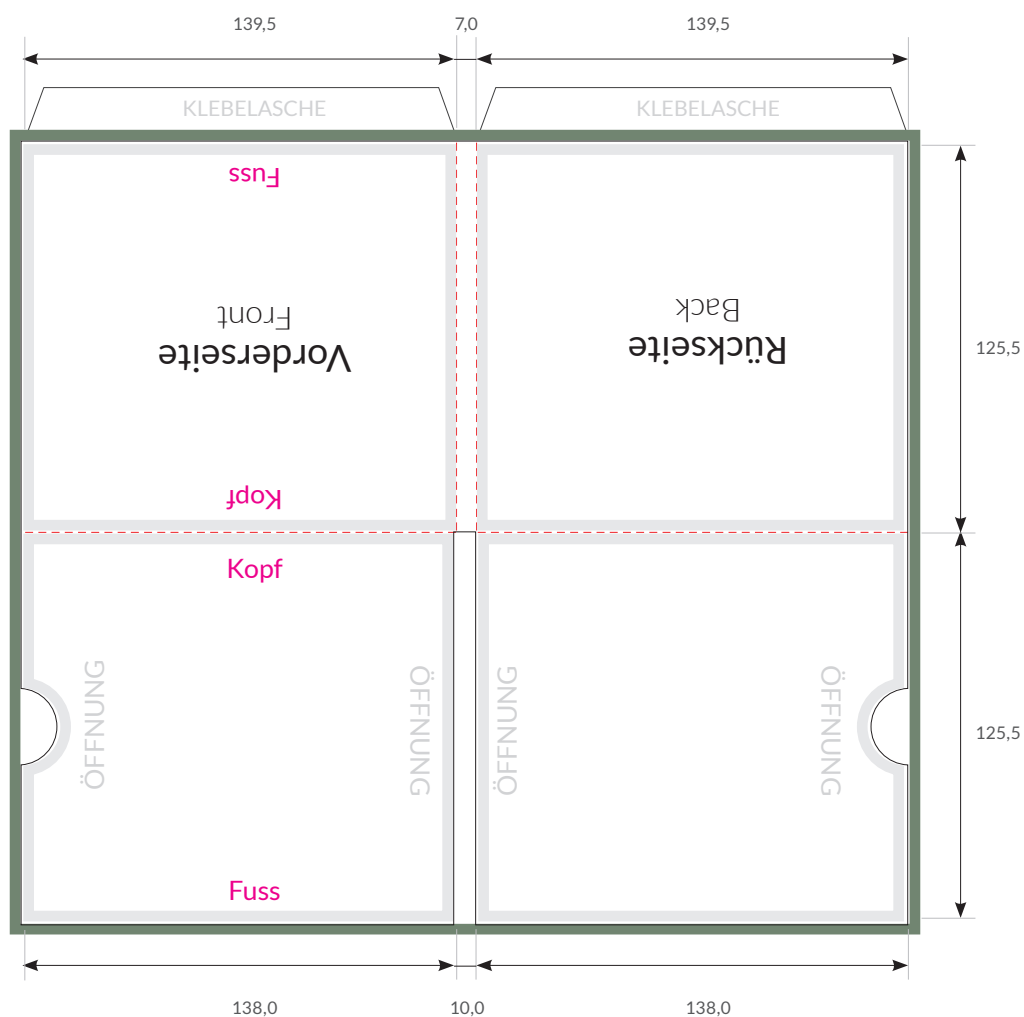 139,5
7,0
139,5
KLEBELASCHE
KLEBELASCHE
Fuss
Vorderseite
Front
Rückseite
Back
125,5
Kopf
Kopf
ÖFFNUNG
ÖFFNUNG
ÖFFNUNG
ÖFFNUNG
125,5
Fuss
138,0
10,0
138,0